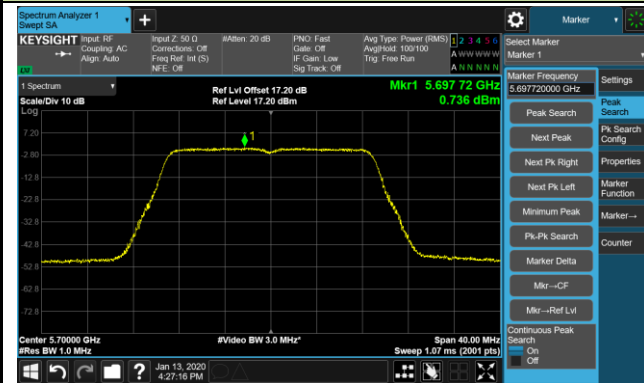 Spectrum Analyzer 1
Swept SA
Marker
KEYSIGHT
Input: RF
Coupling: AC
Align: Auto
Input Z: 50 Ω
Corrections: Off
Freq Ref: Int (S)
NFE: Off
#Atten: 20 dB
PNO: Fast
Gate: Off
IF Gain: Low
Sig Track: Off
Avg Type: Power (RMS)
Avg|Hold: 100/100
Trig: Free Run
1 2 3 4 5 6
A W W W W W
A N N N N N
Select Marker
Marker 1
1 Spectrum
Scale/Div 10 dB
Log
Ref Lvl Offset 17.20 dB
Ref Level 17.20 dBm
Mkr1 5.697 72 GHz
0.736 dBm
7.20
-2.80
-12.8
-22.8
-32.8
-42.8
-52.8
-62.8
-72.8
1
Center 5.70000 GHz
#Res BW 1.0 MHz
#Video BW 3.0 MHz*
Span 40.00 MHz
Sweep 1.07 ms (2001 pts)
Marker Frequency
5.697720000 GHz
Peak Search
Next Peak
Next Pk Right
Next Pk Left
Minimum Peak
Pk-Pk Search
Marker Delta
Mkr→CF
Mkr→Ref Lvl
Continuous Peak
Search
On
Off
Settings
Peak
Search
Pk Search
Config
Properties
Marker
Function
Marker→
Counter
Jan 13, 2020
4:27:16 PM